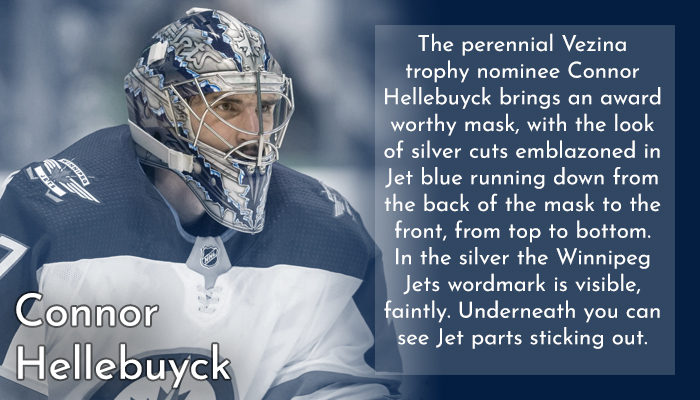 The perennial Vezina
trophy nominee Connor
Hellebuyck brings an award
worthy mask, with the look
of silver cuts emblazoned in
Jet blue running down from
the back of the mask to the
front, from top to bottom.
In the silver the Winnipeg
Jets wordmark is visible,
faintly. Underneath you can
see Jet parts sticking out.
Connor
Hellebuyck
7
NHL